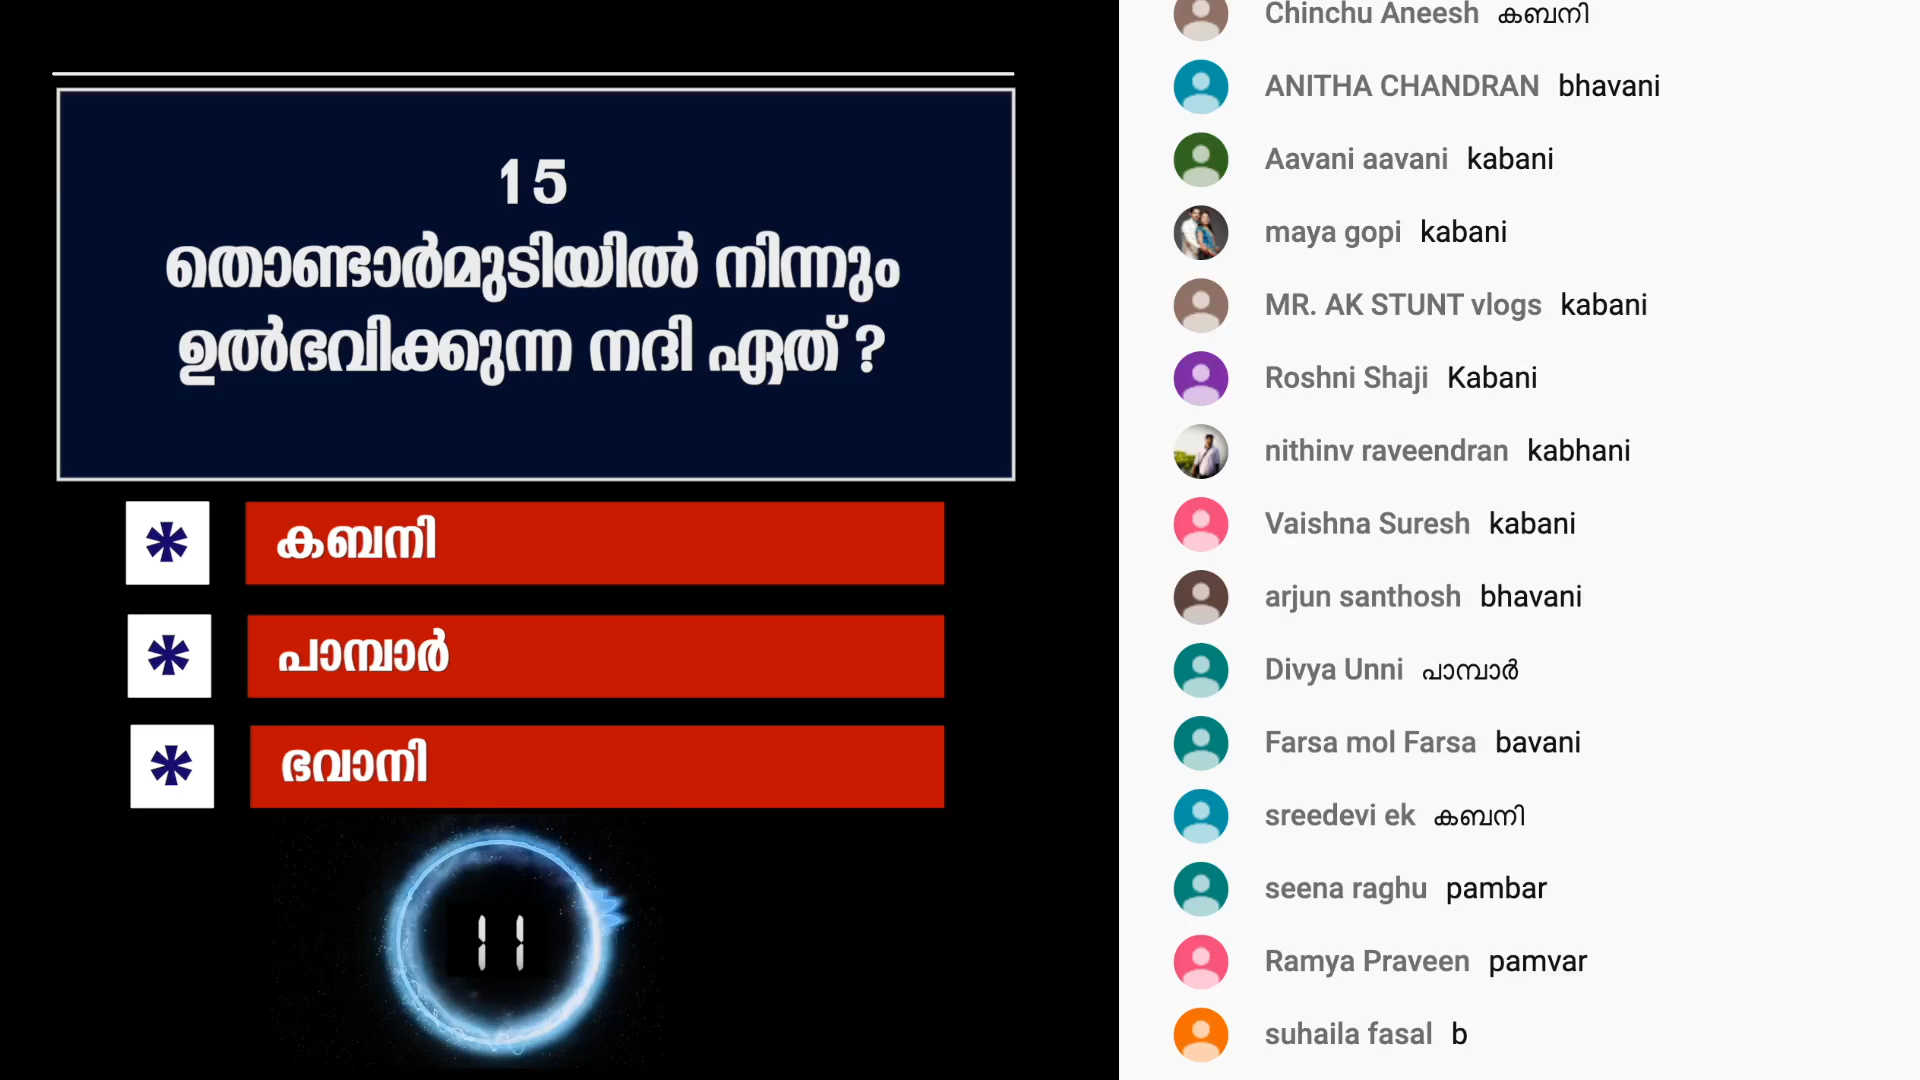 15
തൊണ്ടാർമുടിയിൽ നിന്നും
ഉൽഭവിക്കുന്ന നദി ഏത് ?
* കബനി
* പാമ്പാർ
* ഭവാനി
11
Chinchu Aneesh കബനി
ANITHA CHANDRAN bhavani
Aavani aavani kabani
maya gopi kabani
MR. AK STUNT vlogs kabani
Roshni Shaji Kabani
nithinv raveendran kabhani
Vaishna Suresh kabani
arjun santhosh bhavani
Divya Unni പാമ്പാർ
Farsa mol Farsa bavani
sreedevi ek കബനി
seena raghu pambar
Ramya Praveen pamvar
suhaila fasal b